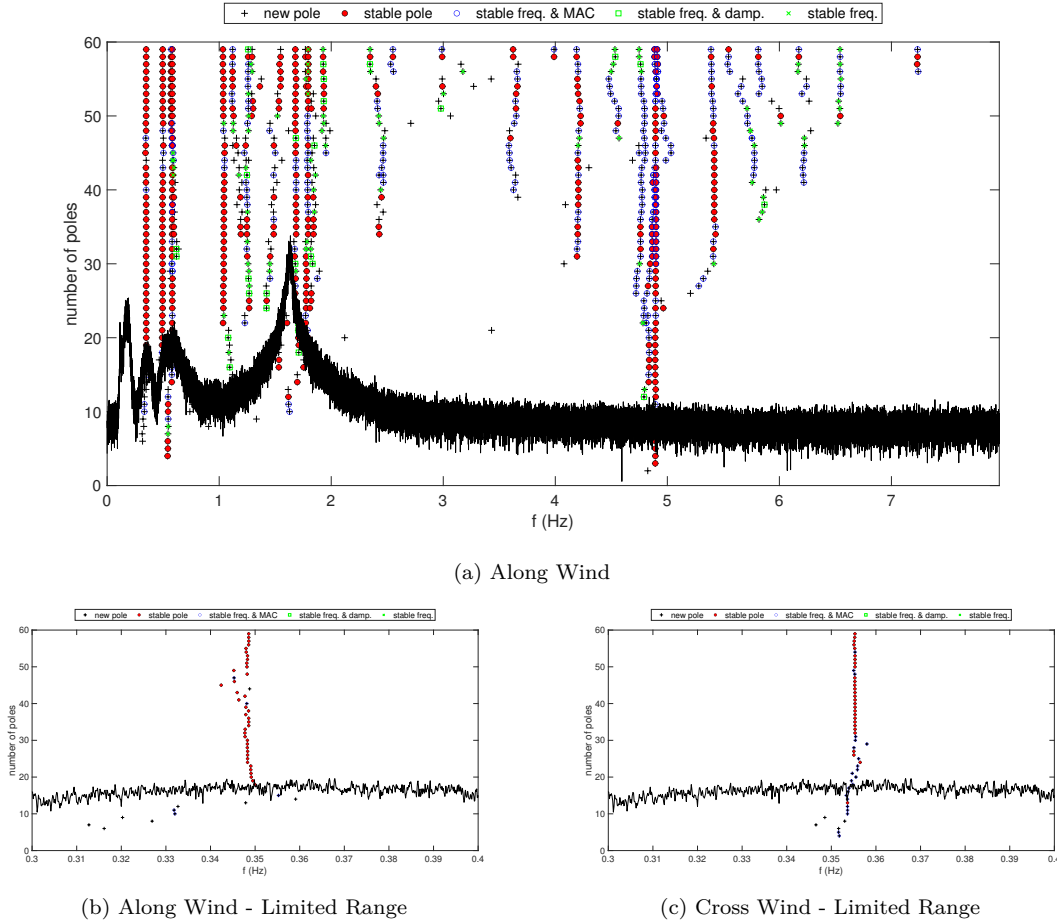 new pole stable pole stable freq. & MAC stable freq. & damp. stable freq.
60
50
40
30
20
10
0
number of poles
0 1 2 3 4 5 6 7
f (Hz)
(a) Along Wind
new pole stable pole stable freq. & MAC stable freq. & damp. stable freq.
60
50
40
30
20
10
0
number of poles
0.3 0.31 0.32 0.33 0.34 0.35 0.36 0.37 0.38 0.39 0.4
f (Hz)
(b) Along Wind - Limited Range
new pole stable pole stable freq. & MAC stable freq. & damp. stable freq.
60
50
40
30
20
10
0
number of poles
0.3 0.31 0.32 0.33 0.34 0.35 0.36 0.37 0.38 0.39 0.4
f (Hz)
(c) Cross Wind - Limited Range